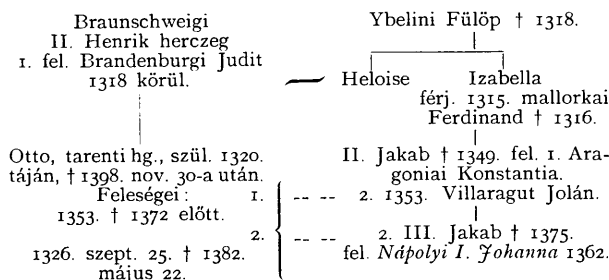 Braunschweigi
II. Henrik herczeg
1. fel. Brandenburgi Judit
1318 körül.
Otto, tarenti hg., szül. 1320.
táján, † 1398. nov. 30-a után.
Feleségei: 1.
1353. † 1372 előtt.
2.
1326. szept. 25. † 1382.
május 22.
Ybelini Fülöp † 1318.
Heloise Izabella
férj. 1315. mallorkai
Ferdinand † 1316.
II. Jakab † 1349. fel. 1. Ara-
goniai Konstantia.
2. 1353. Villaragut Jolán.
2. III. Jakab † 1375.
fel. Nápolyi I. Johanna 1362.